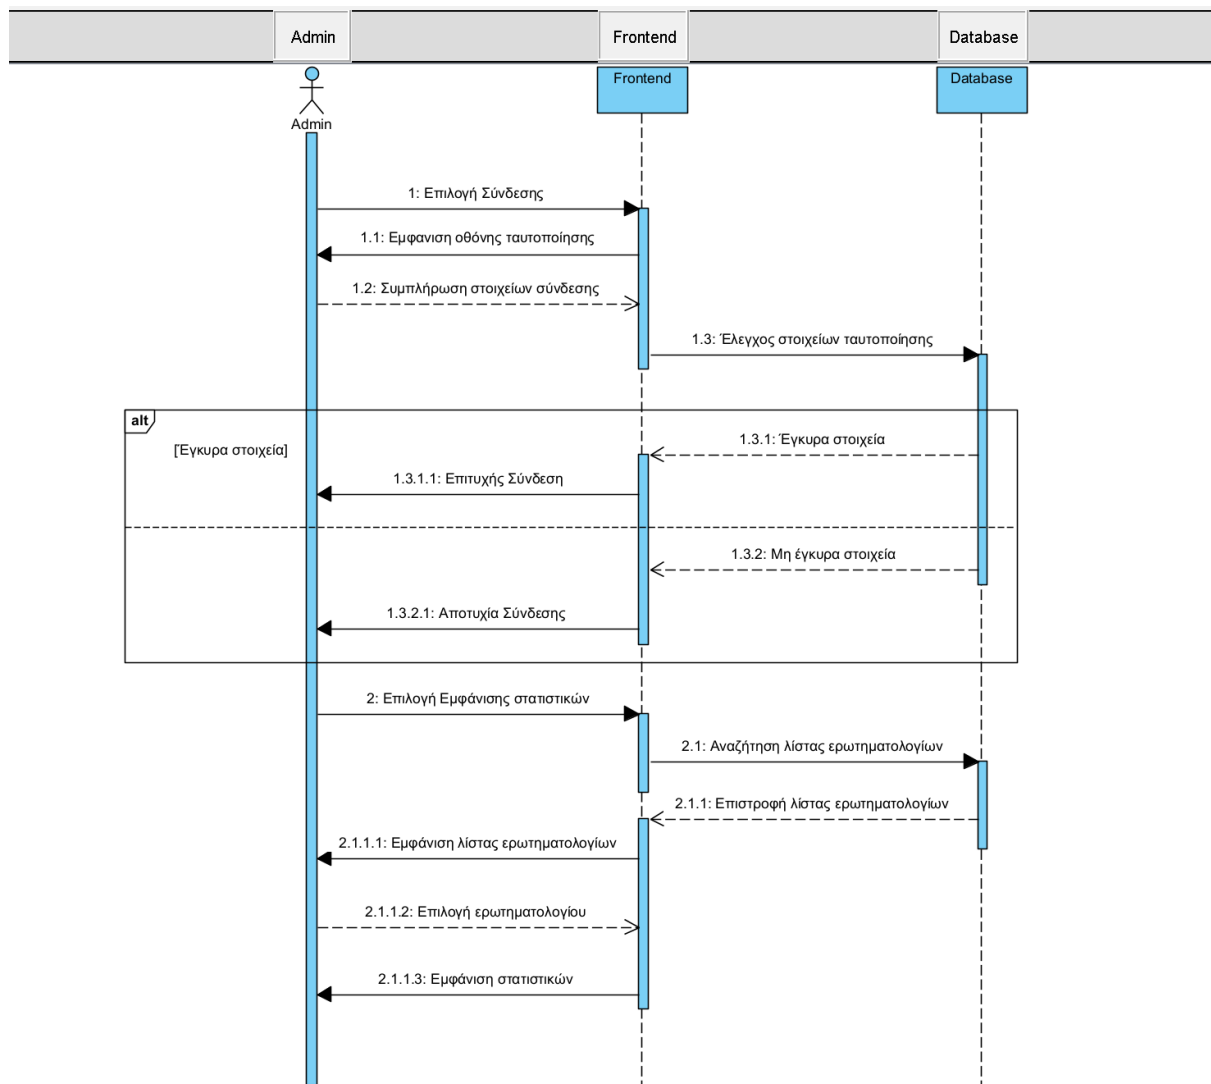 Admin
Frontend
Database
Frontend
Database
Admin
1: Επιλογή Σύνδεσης
1.1: Εμφανιση οθόνης ταυτοποίησης
1.2: Συμπλήρωση στοιχείων σύνδεσης
1.3: Έλεγχος στοιχείων ταυτοποίησης
alt
[Έγκυρα στοιχεία]
1.3.1: Έγκυρα στοιχεία
1.3.1.1: Επιτυχής Σύνδεση
1.3.2: Μη έγκυρα στοιχεία
1.3.2.1: Αποτυχία Σύνδεσης
2: Επιλογή Εμφάνισης στατιστικών
2.1: Αναζήτηση λίστας ερωτηματολογίων
2.1.1: Επιστροφή λίστας ερωτηματολογίων
2.1.1.1: Εμφάνιση λίστας ερωτηματολογίων
2.1.1.2: Επιλογή ερωτηματολογίου
2.1.1.3: Εμφάνιση στατιστικών